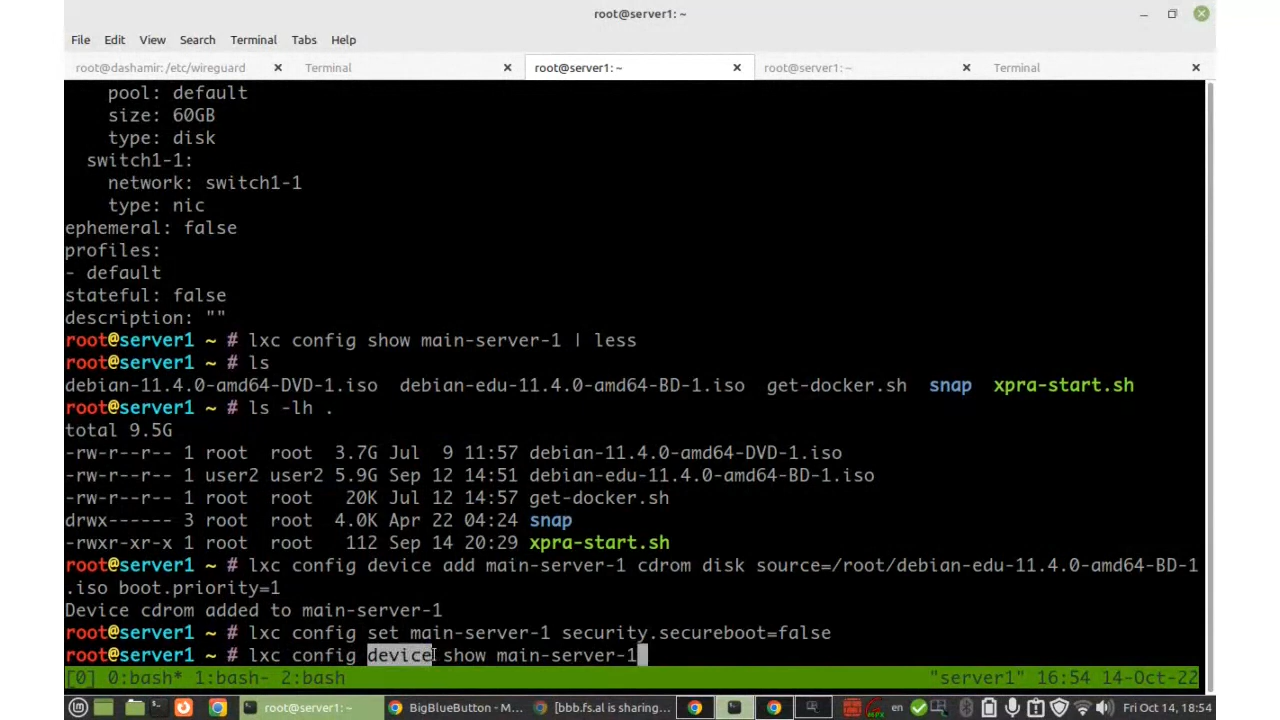 root@server1: ~
File Edit View Search Terminal Tabs Help
root@dashamir: /etc/wireguard Terminal root@server1: ~ root@server1: ~ Terminal
pool: default
size: 60GB
type: disk
switch1-1:
network: switch1-1
type: nic
ephemeral: false
profiles:
- default
stateful: false
description: ""
root@server1 ~ # lxc config show main-server-1 | less
root@server1 ~ # ls
debian-11.4.0-amd64-DVD-1.iso debian-edu-11.4.0-amd64-BD-1.iso get-docker.sh snap xpra-start.sh
root@server1 ~ # ls -lh .
total 9.5G
-rw-r--r-- 1 root root 3.7G Jul 9 11:57 debian-11.4.0-amd64-DVD-1.iso
-rw-r--r-- 1 user2 user2 5.9G Sep 12 14:51 debian-edu-11.4.0-amd64-BD-1.iso
-rw-r--r-- 1 root root 20K Jul 12 14:57 get-docker.sh
drwx------ 3 root root 4.0K Apr 22 04:24 snap
-rwxr-xr-x 1 root root 112 Sep 14 20:29 xpra-start.sh
root@server1 ~ # lxc config device add main-server-1 cdrom disk source=/root/debian-edu-11.4.0-amd64-BD-1
.iso boot.priority=1
Device cdrom added to main-server-1
root@server1 ~ # lxc config set main-server-1 security.secureboot=false
root@server1 ~ # lxc config device show main-server-1
[0] 0:bash* 1:bash- 2:bash "server1" 16:54 14-Oct-22
root@server1: ~ BigBlueButton - M... [bbb.fs.al is sharing... en Fri Oct 14, 18:54